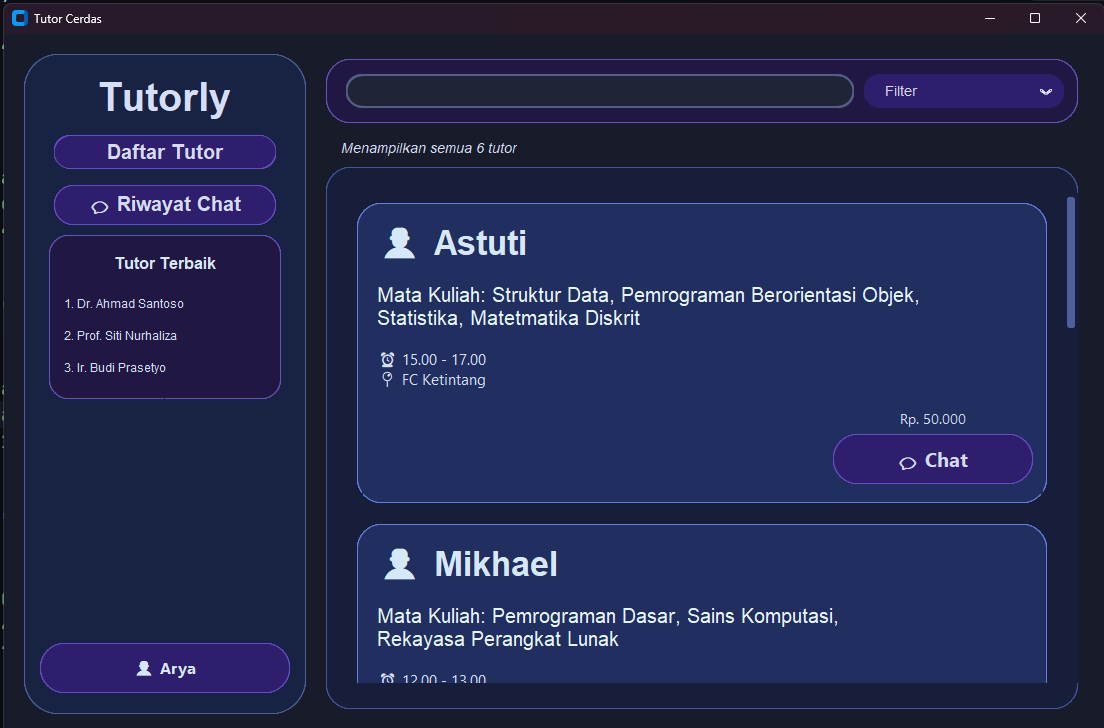 Tutor Cerdas
Tutorly
Daftar Tutor
Riwayat Chat
Tutor Terbaik
1. Dr. Ahmad Santoso
2. Prof. Siti Nurhaliza
3. Ir. Budi Prasetyo
Arya
Filter
Menampilkan semua 6 tutor
Astuti
Mata Kuliah: Struktur Data, Pemrograman Berorientasi Objek,
Statistika, Matetmatika Diskrit
15.00 - 17.00
FC Ketintang
Rp. 50.000
Chat
Mikhael
Mata Kuliah: Pemrograman Dasar, Sains Komputasi,
Rekayasa Perangkat Lunak
12.00 - 13.00